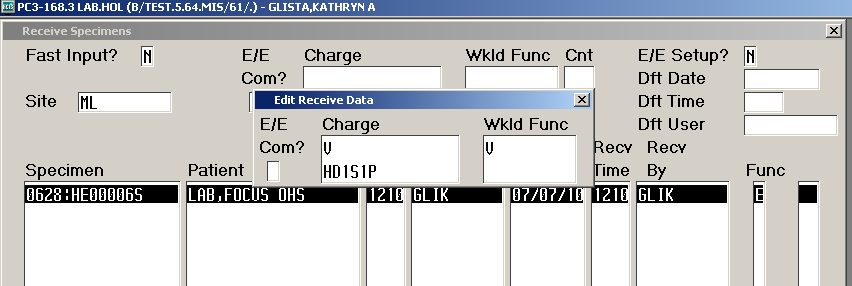 PC3-168.3 LAB.HOL (B/TEST.5.64.MIS/61/.) - GLISTA,KATHRYN A
Receive Specimens
Fast Input? N E/E Charge Wkld Func Cnt E/E Setup? N
Com? Dft Date
Site ML Dft Time
Edit Receive Data
E/E Charge Wkld Func Dft User
Com? V V Recv Recv
Specimen Patient HD1S1P Time By Func
0628:HE00006S LAB,FOCUS OHS 1210 GLIK 07/07/10 1210 GLIK E